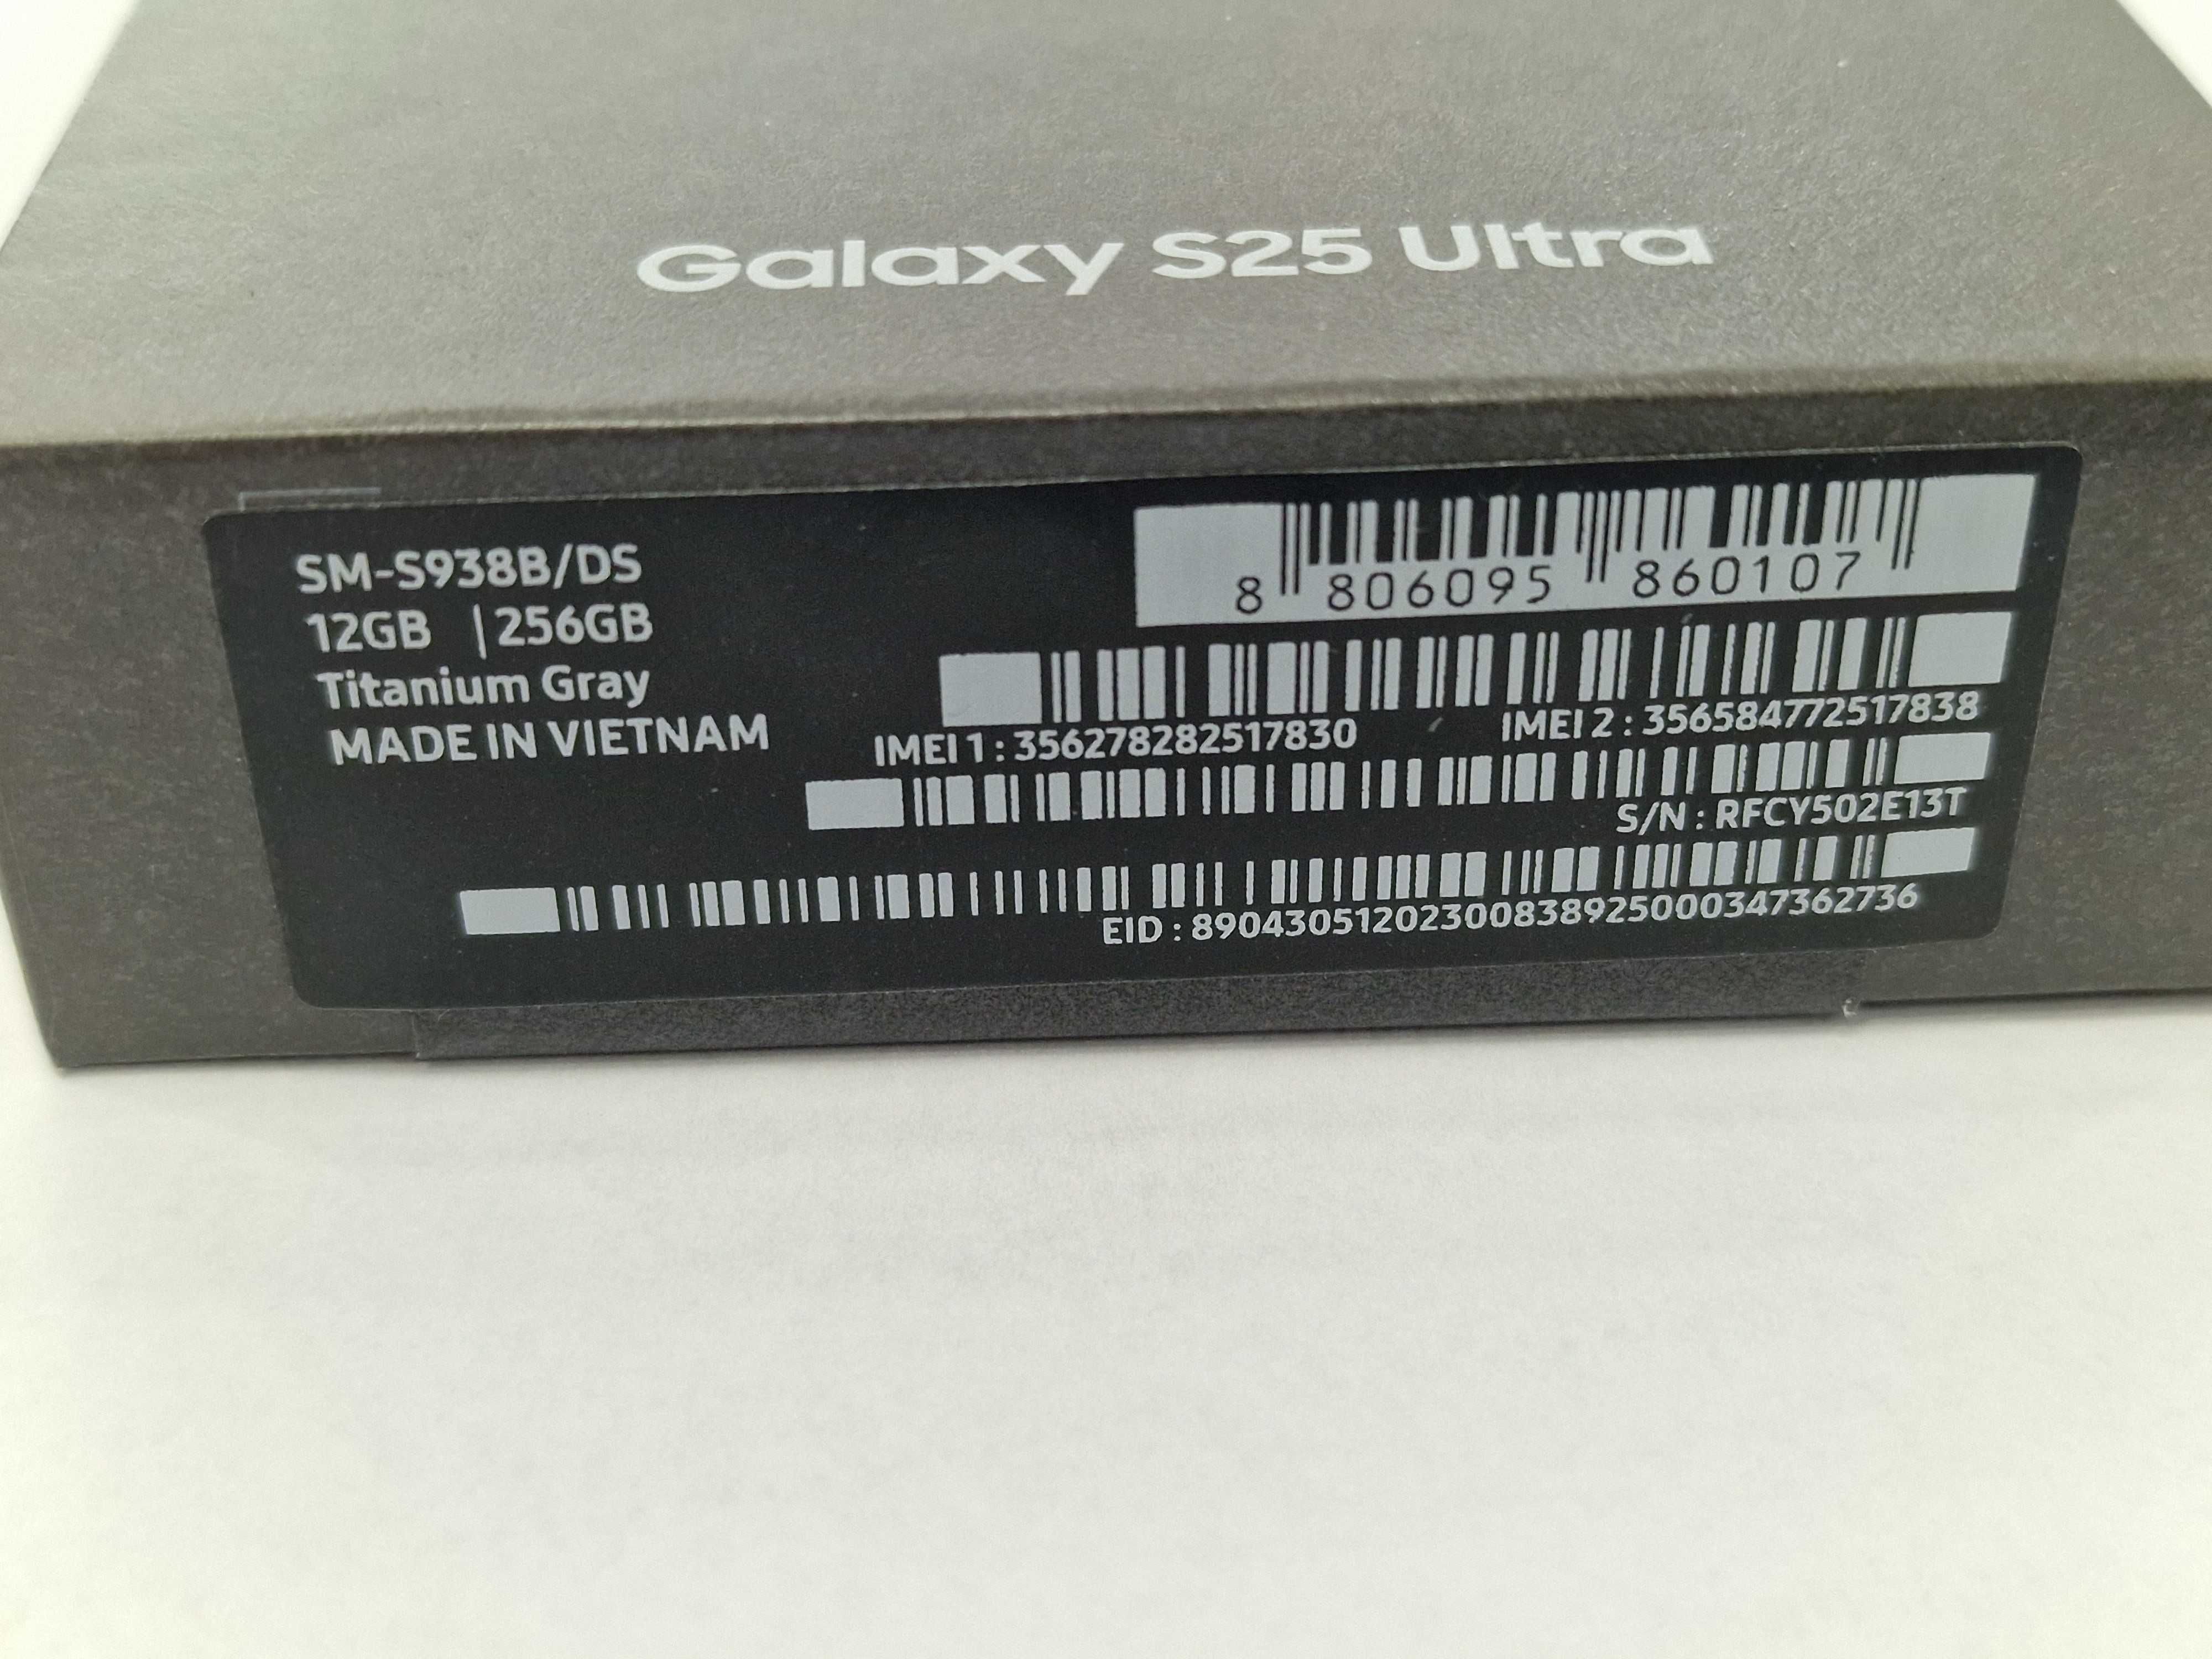 Galaxy S25 Ultra
SM-S938B/DS
12GB | 256GB
Titanium Gray
MADE IN VIETNAM
8 806095 860107
IMEI 1 : 356278282517830
IMEI 2 : 356584772517838
S/N : RFCY502E13T
EID : 89043051202300838925000347362736